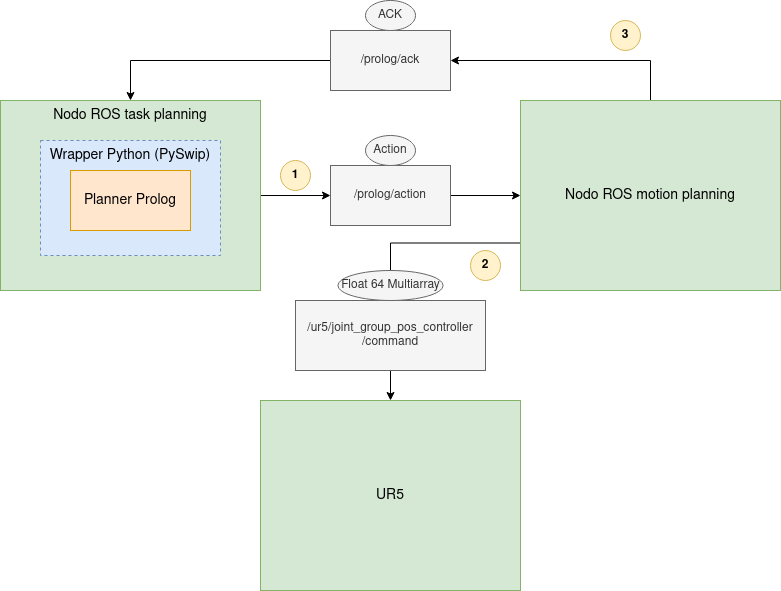 ACK
3
/prolog/ack
Nodo ROS task planning
Wrapper Python (PySwip)
Planner Prolog
1
Action
/prolog/action
Nodo ROS motion planning
2
Float 64 Multiarray
/ur5/joint_group_pos_controller
/command
UR5